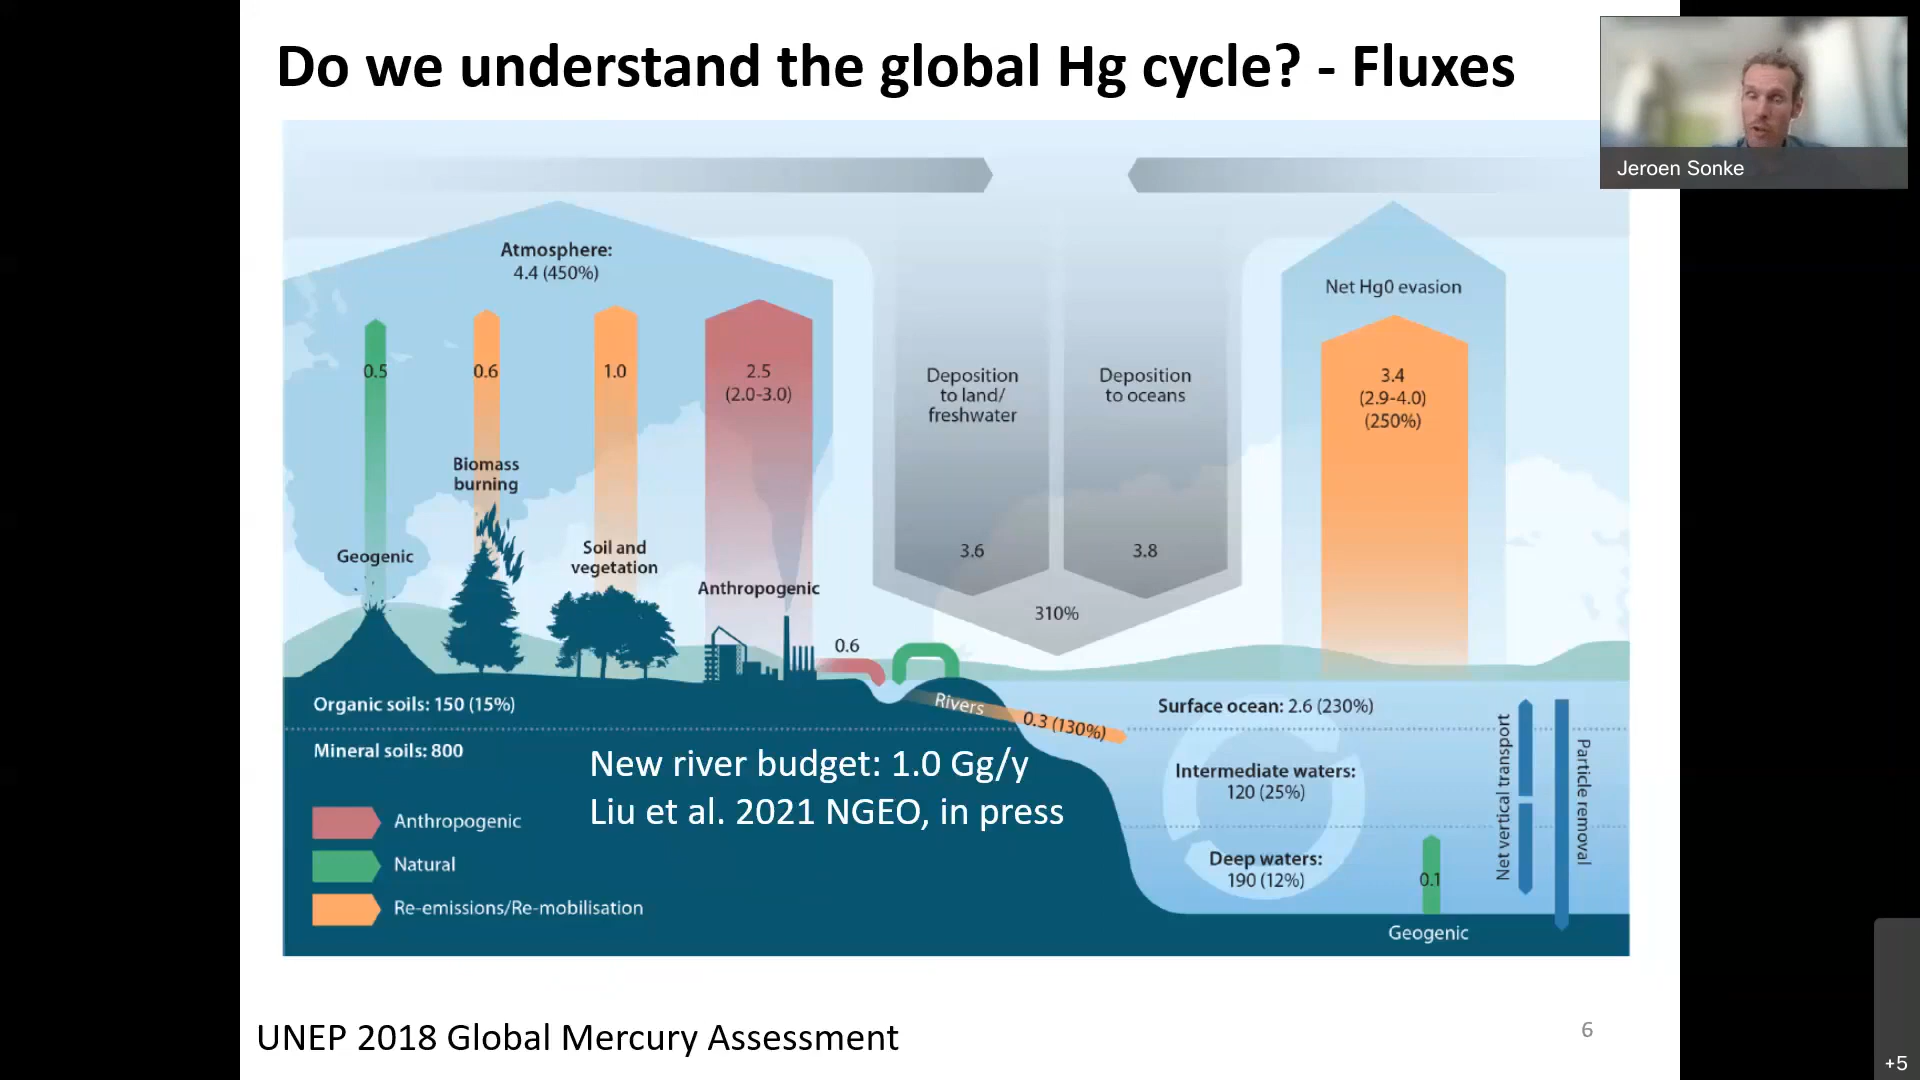 Do we understand the global Hg cycle? - Fluxes
Jeroen Sonke
Atmosphere:
4.4 (450%)
Net Hg0 evasion
0.5
0.6
1.0
2.5
(2.0-3.0)
Deposition
to land/
freshwater
Deposition
to oceans
3.4
(2.9-4.0)
(250%)
Biomass
burning
Geogenic
Soil and
vegetation
Anthropogenic
3.6
3.8
310%
0.6
Organic soils: 150 (15%)
Rivers
0.3 (130%)
Surface ocean: 2.6 (230%)
Mineral soils: 800
New river budget: 1.0 Gg/y
Liu et al. 2021 NGEO, in press
Intermediate waters:
120 (25%)
Net vertical transport
Particle removal
Anthropogenic
Natural
Re-emissions/Re-mobilisation
Deep waters:
190 (12%)
0.1
Geogenic
UNEP 2018 Global Mercury Assessment
6
+5